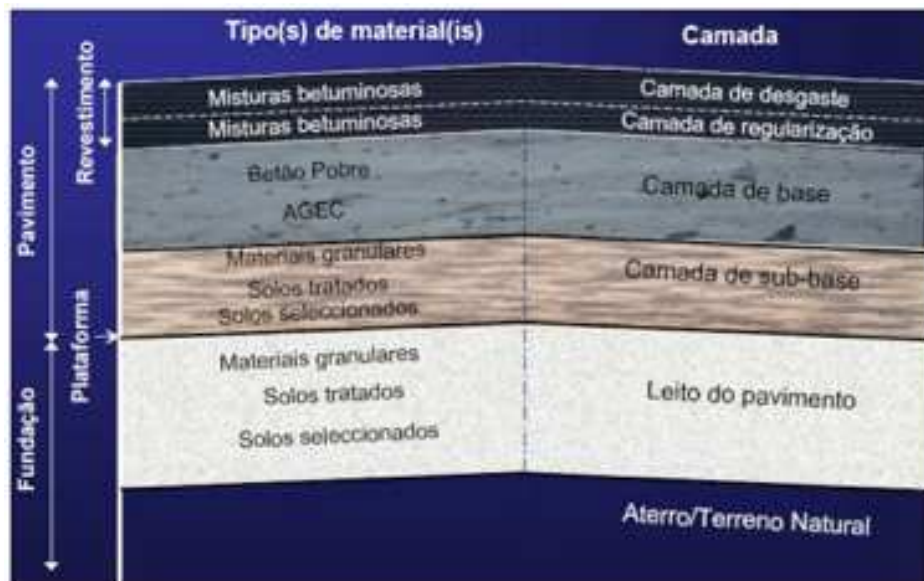 Tipo(s) de material(is)
Camada
Pavimento
Revestimento
Misturas betuminosas
Camada de desgaste
Misturas betuminosas
Camada de regularização
Betão Pobre
Camada de base
AGEC
Materiais granulares
Camada de sub-base
Solos tratados
Solos seleccionados
Fundação
Plataforma
Materiais granulares
Solos tratados
Leito do pavimento
Solos seleccionados
Aterro/Terreno Natural